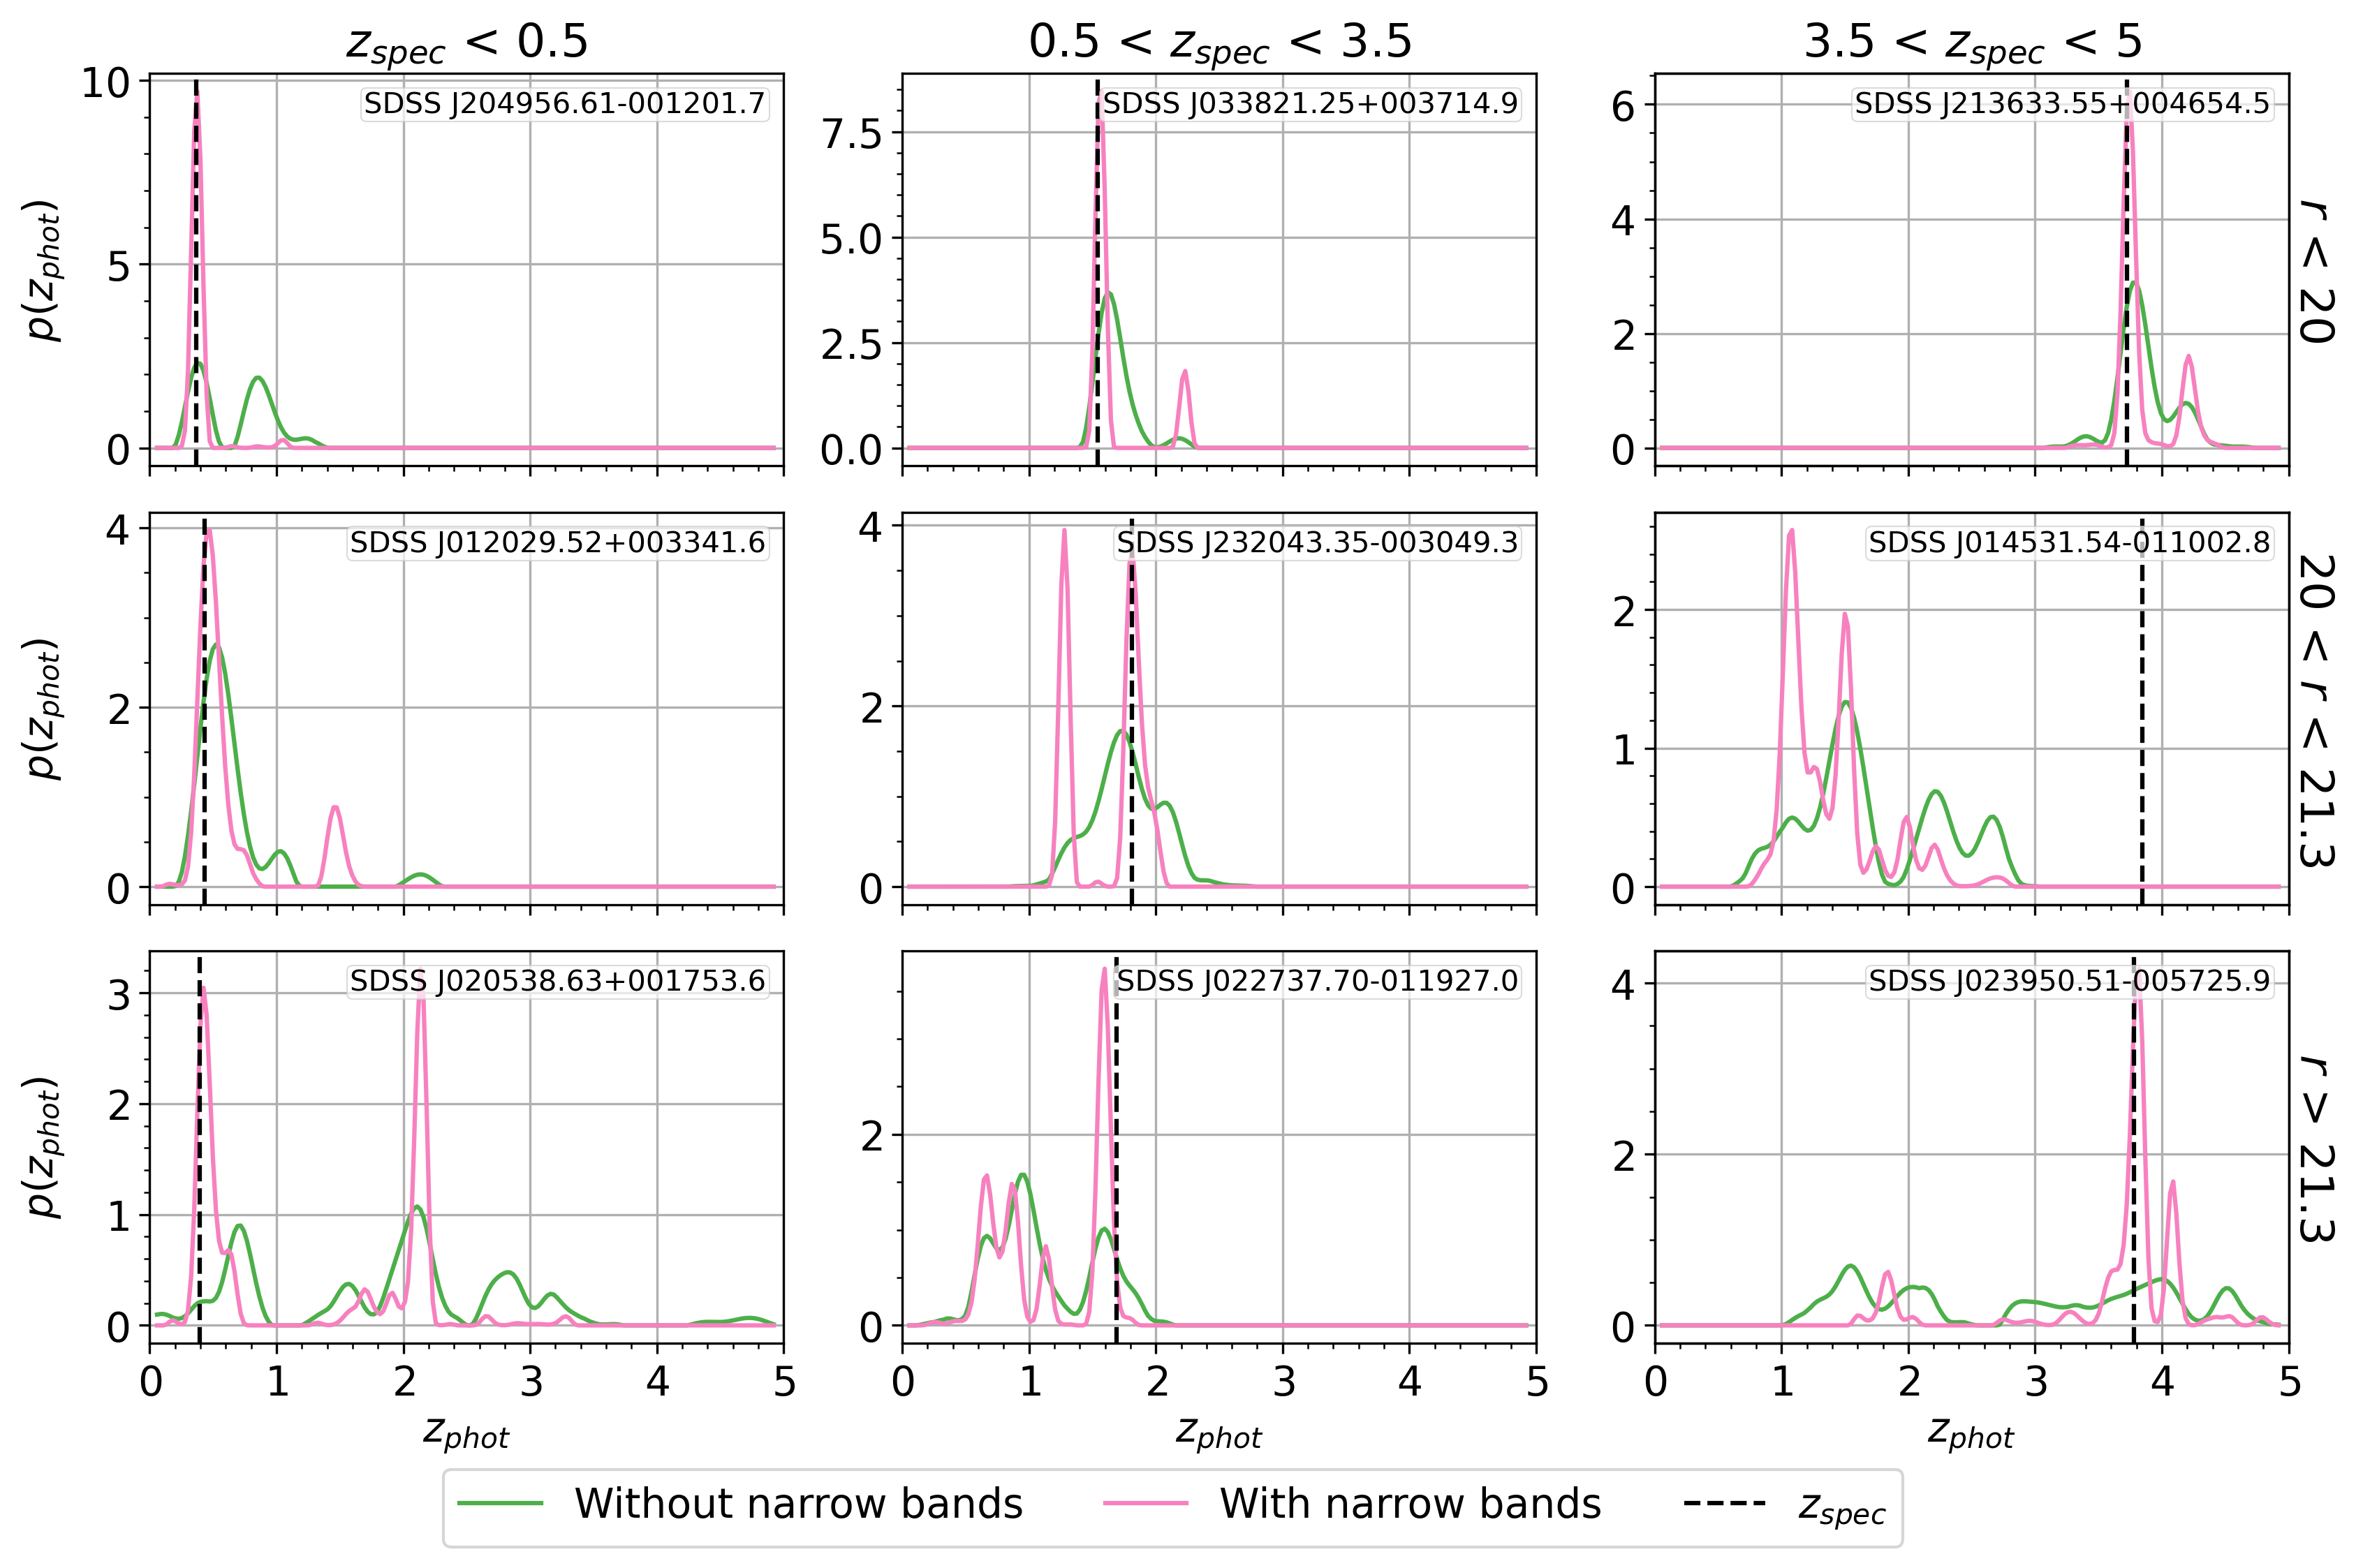 z_spec < 0.5
0.5 < z_spec < 3.5
3.5 < z_spec < 5
10
5
0
p(z_phot)
SDSS J204956.61-001201.7
7.5
5.0
2.5
0.0
SDSS J033821.25+003714.9
6
4
2
0
SDSS J213633.55+004654.5
r < 20
4
2
0
p(z_phot)
SDSS J012029.52+003341.6
4
2
0
SDSS J232043.35-003049.3
2
1
0
SDSS J014531.54-011002.8
20 < r < 21.3
3
2
1
0
p(z_phot)
SDSS J020538.63+001753.6
2
0
SDSS J022737.70-011927.0
4
2
0
SDSS J023950.51-005725.9
r > 21.3
0 1 2 3 4 5
0 1 2 3 4 5
0 1 2 3 4 5
z_phot
z_phot
z_phot
Without narrow bands
With narrow bands
z_spec